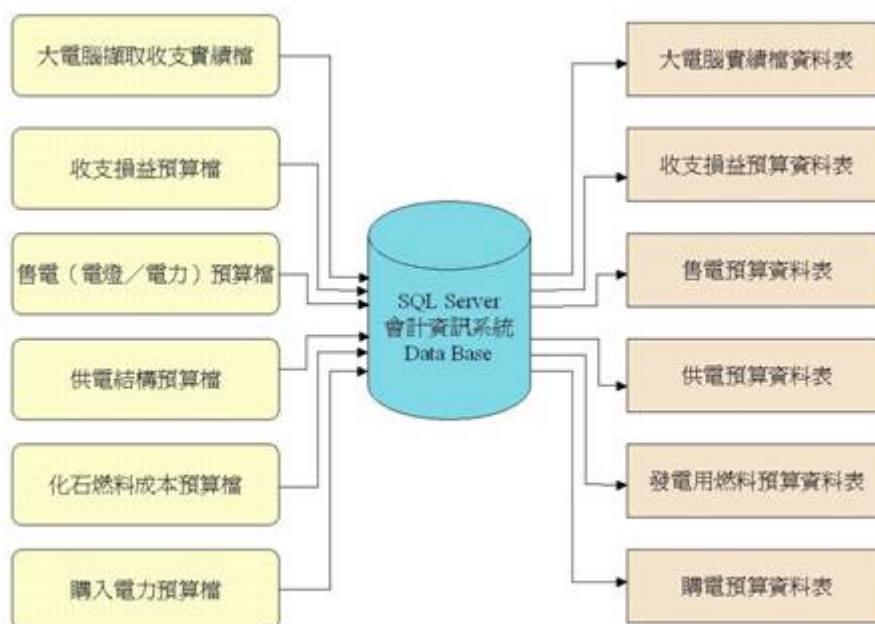 大電腦擷取收支實績檔
收支損益預算檔
售電（電燈／電力）預算檔
供電結構預算檔
化石燃料成本預算檔
購入電力預算檔
SQL Server
會計資訊系統
Data Base
大電腦實績檔資料表
收支損益預算資料表
售電預算資料表
供電預算資料表
發電用燃料預算資料表
購電預算資料表